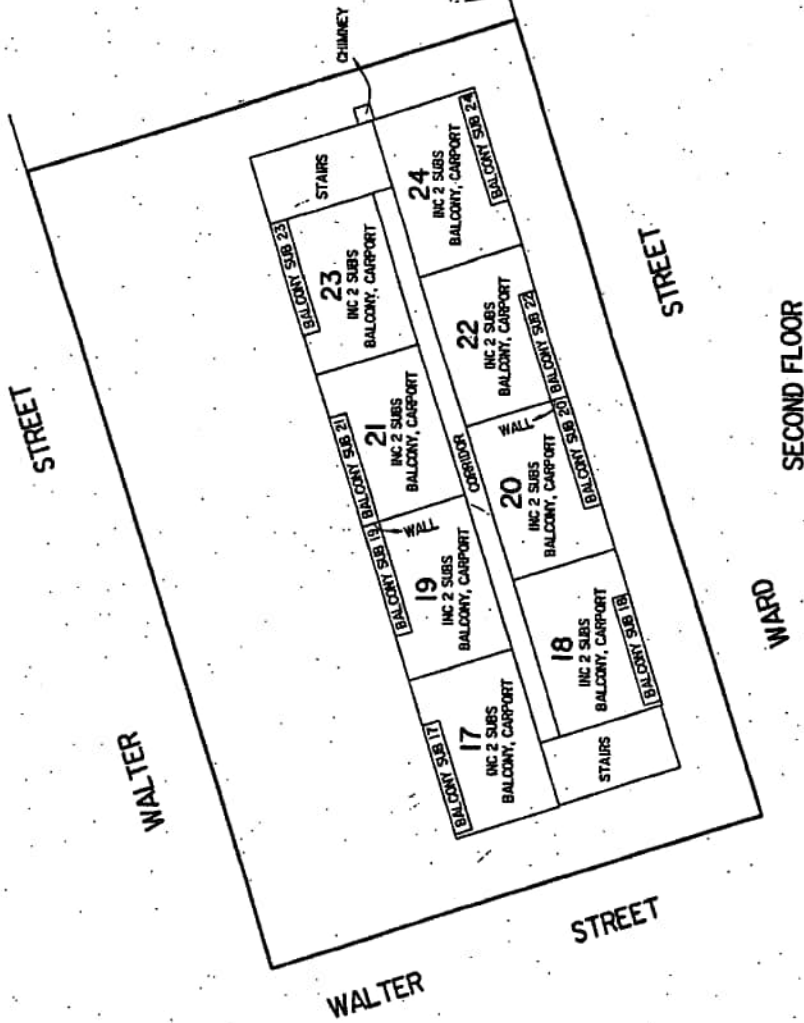 CHIMNEY
STAIRS
24
INC 2 SUBS
BALCONY, CARPORT
BALCONY SUB 24
BALCONY SUB 23
23
INC 2 SUBS
BALCONY, CARPORT
22
INC 2 SUBS
BALCONY, CARPORT
BALCONY SUB 22
BALCONY SUB 21
21
INC 2 SUBS
BALCONY, CARPORT
CORRIDOR
WALL
20
INC 2 SUBS
BALCONY, CARPORT
BALCONY SUB 20
BALCONY SUB 19
WALL
19
INC 2 SUBS
BALCONY, CARPORT
18
INC 2 SUBS
BALCONY, CARPORT
BALCONY SUB 18
BALCONY SUB 17
17
INC 2 SUBS
BALCONY, CARPORT
STAIRS
WALTER STREET
WARD STREET
WALTER STREET
SECOND FLOOR